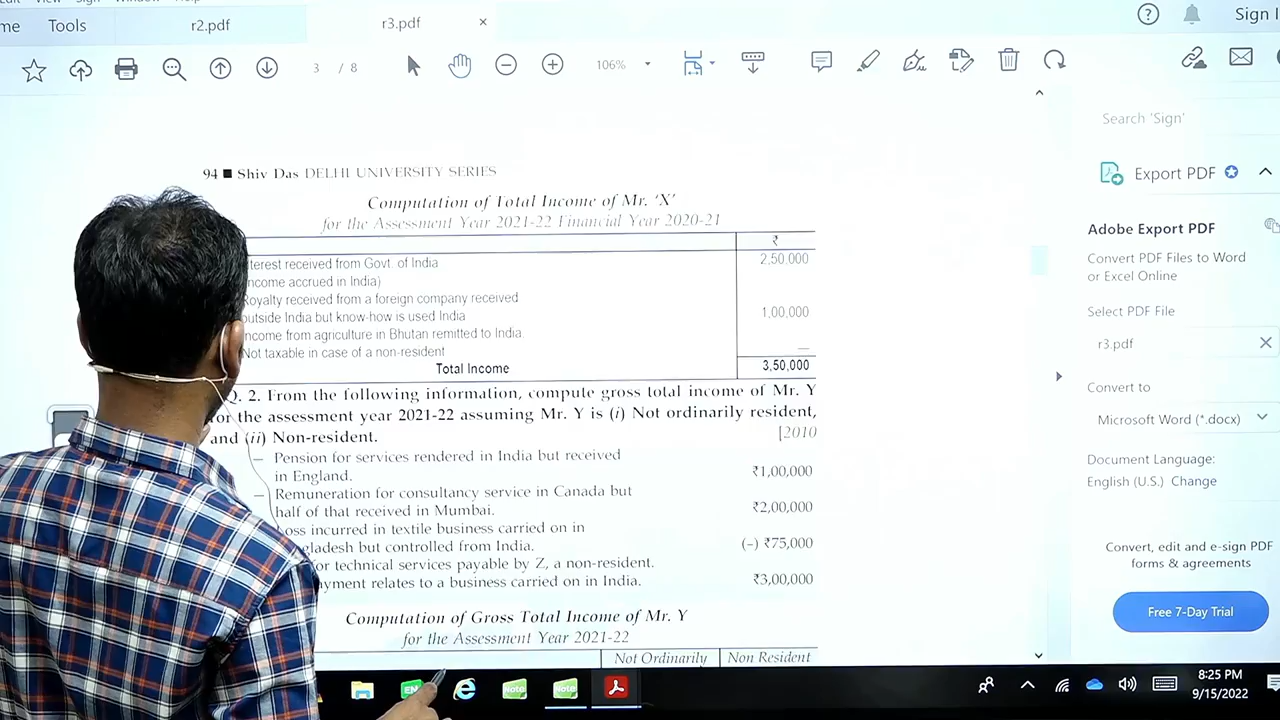 Edit View Sign Window Help
me Tools r2.pdf r3.pdf × Sign I
3 / 8 106%
Search 'Sign'
94 ■ Shiv Das DELHI UNIVERSITY SERIES
Export PDF
Computation of Total Income of Mr. 'X'
for the Assessment Year 2021-22 Financial Year 2020-21
Adobe Export PDF
₹
terest received from Govt. of India 2,50,000
ncome accrued in India)
Convert PDF Files to Word
or Excel Online
Royalty received from a foreign company received
outside India but know-how is used India 1,00,000
Select PDF File
ncome from agriculture in Bhutan remitted to India.
Not taxable in case of a non-resident —
r3.pdf
Total Income 3,50,000
Q. 2. From the following information, compute gross total income of Mr. Y
or the assessment year 2021-22 assuming Mr. Y is (i) Not ordinarily resident,
and (ii) Non-resident. [2010
Convert to
Microsoft Word (*.docx)
– Pension for services rendered in India but received
in England. ₹1,00,000
Document Language:
English (U.S.) Change
– Remuneration for consultancy service in Canada but
half of that received in Mumbai. ₹2,00,000
oss incurred in textile business carried on in
gladesh but controlled from India. (–) ₹75,000
or technical services payable by Z, a non-resident.
yment relates to a business carried on in India. ₹3,00,000
Convert, edit and e-sign PDF
forms & agreements
Free 7-Day Trial
Computation of Gross Total Income of Mr. Y
for the Assessment Year 2021-22
Not Ordinarily Non Resident
EN Note Note
8:25 PM
9/15/2022